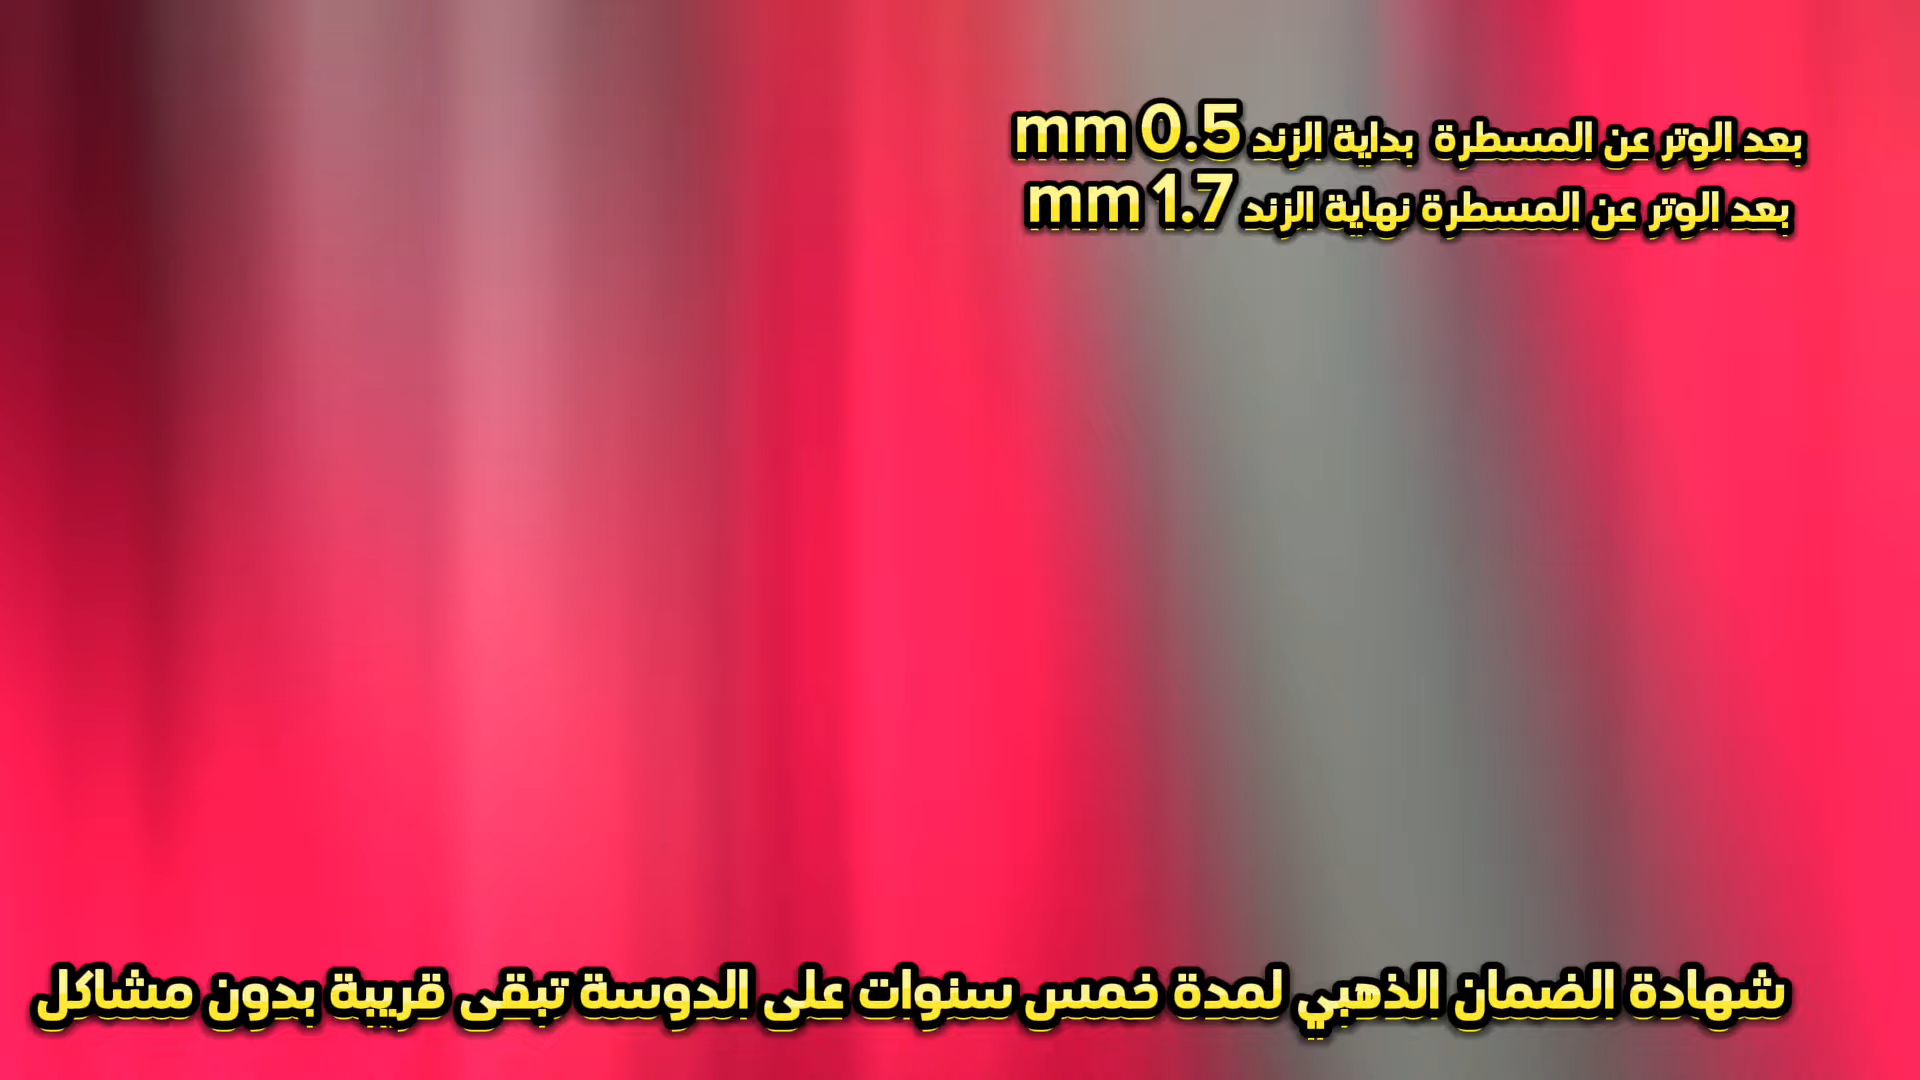 بعد الوتر عن المسطرة بداية الزند 0.5 mm
بعد الوتر عن المسطرة نهاية الزند 1.7 mm
شهادة الضمان الذهبي لمدة خمس سنوات على الدوسة تبقى قريبة بدون مشاكل